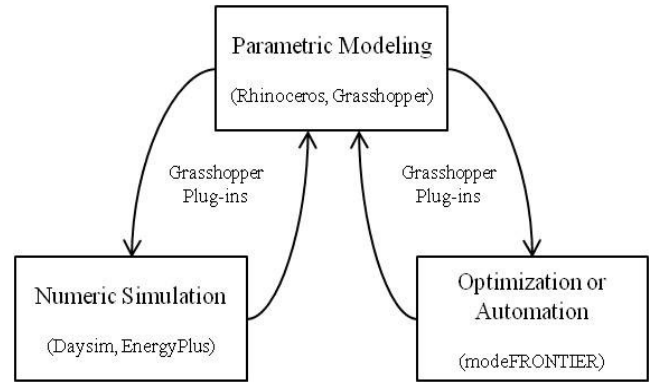 Parametric Modeling
(Rhinoceros, Grasshopper)
Grasshopper
Plug-ins
Grasshopper
Plug-ins
Numeric Simulation
(Daysim, EnergyPlus)
Optimization or
Automation
(modeFRONTIER)